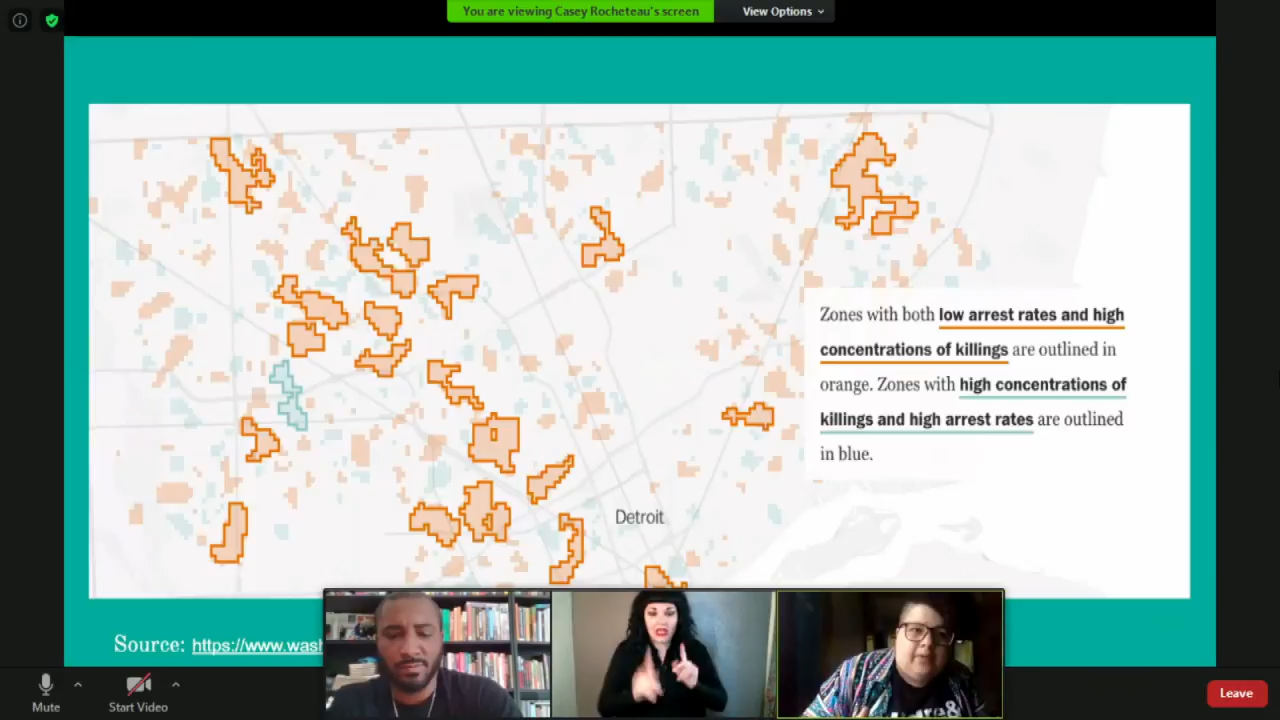 You are viewing Casey Rocheteau's screen
View Options
Zones with both low arrest rates and high
concentrations of killings are outlined in
orange. Zones with high concentrations of
killings and high arrest rates are outlined
in blue.
Detroit
Source: https://www.wash
Mute
Start Video
Leave